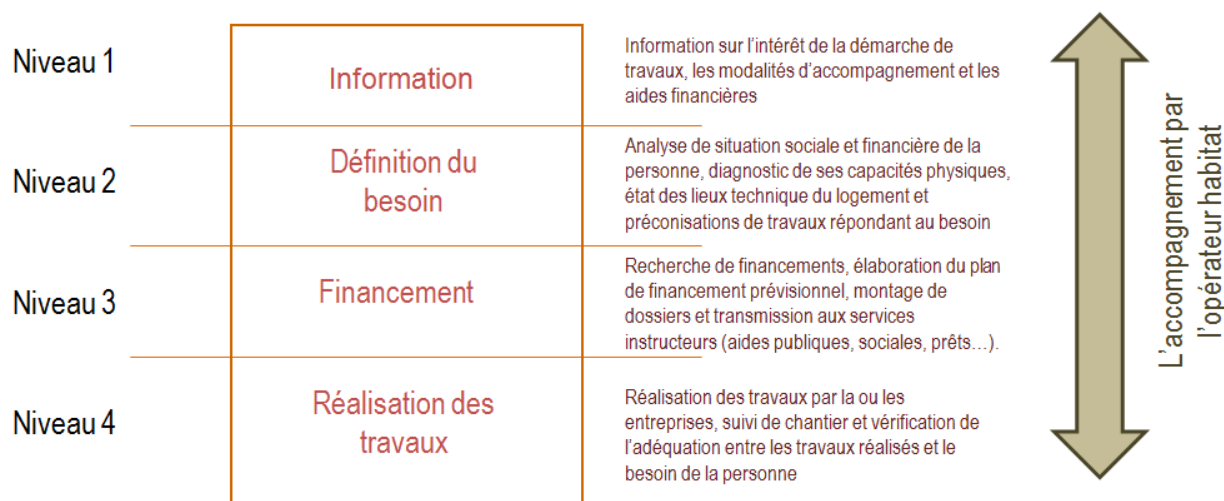 Niveau 1
Information
Information sur l'intérêt de la démarche de
travaux, les modalités d'accompagnement et les
aides financières
Niveau 2
Définition du
besoin
Analyse de situation sociale et financière de la
personne, diagnostic de ses capacités physiques,
état des lieux technique du logement et
préconisations de travaux répondant au besoin
Niveau 3
Financement
Recherche de financements, élaboration du plan
de financement prévisionnel, montage de
dossiers et transmission aux services
instructeurs (aides publiques, sociales, prêts…).
Niveau 4
Réalisation des
travaux
Réalisation des travaux par la ou les
entreprises, suivi de chantier et vérification de
l'adéquation entre les travaux réalisés et le
besoin de la personne
L'accompagnement par
l'opérateur habitat